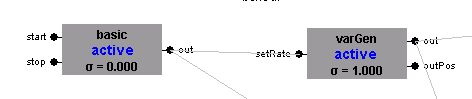 start
basic
active
σ = 0.000
stop
out
setRate
varGen
active
σ = 1.000
out
outPos